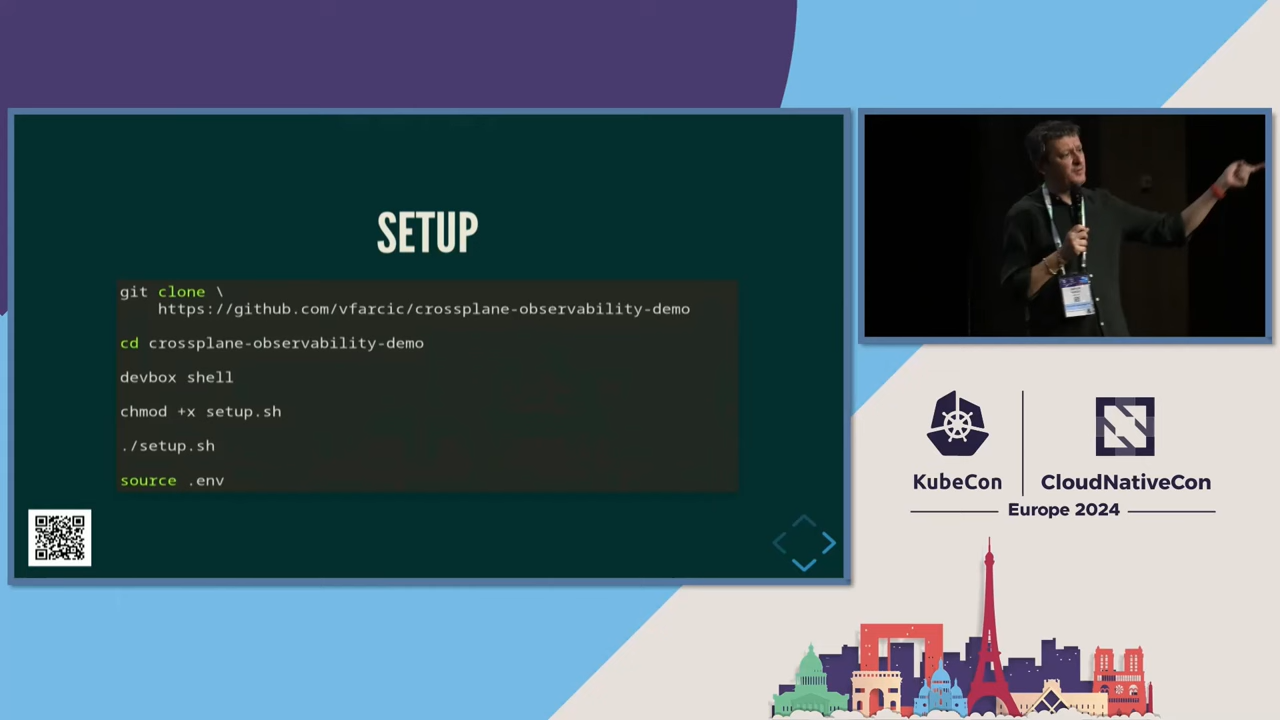 SETUP
git clone \
https://github.com/vfarcic/crossplane-observability-demo
cd crossplane-observability-demo
devbox shell
chmod +x setup.sh
./setup.sh
source .env
KubeCon
CloudNativeCon
Europe 2024